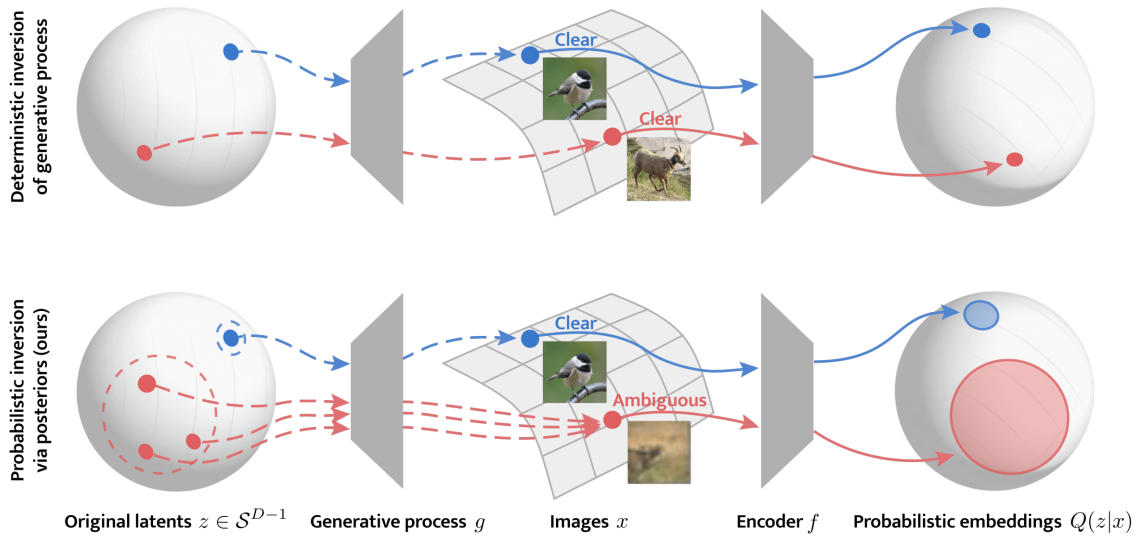 Deterministic inversion
of generative process
Clear
Clear
Probabilistic inversion
via posteriors (ours)
Clear
Ambiguous
Original latents z ∈ 𝒮^{D−1}
Generative process g
Images x
Encoder f
Probabilistic embeddings Q(z|x)